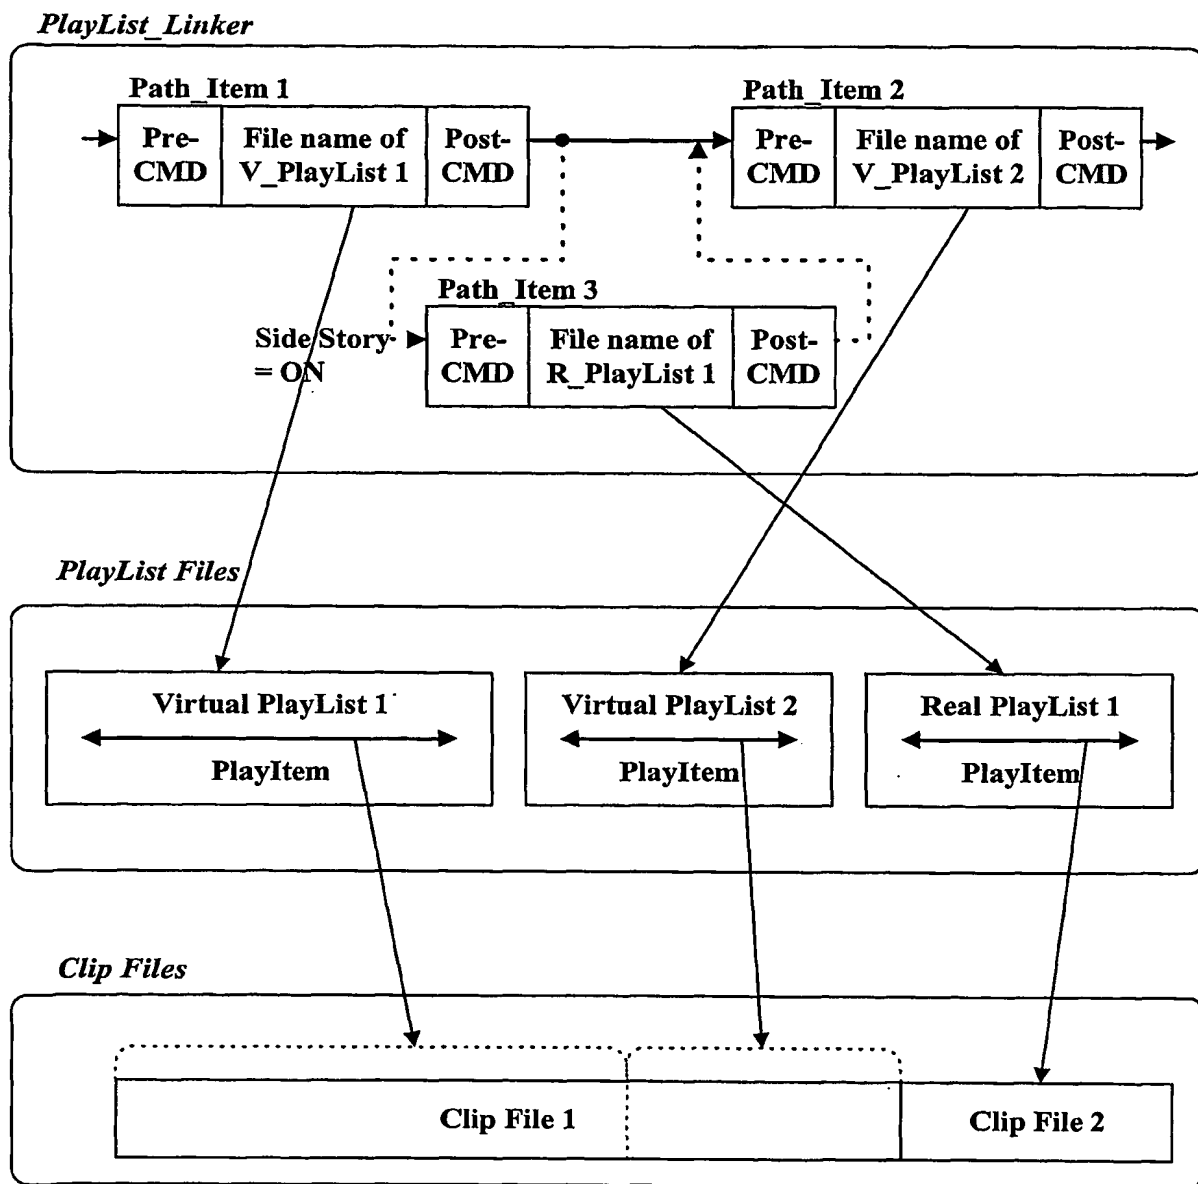 PlayList_Linker
Path_Item 1
Path_Item 2
Pre-
CMD
File name of
V_PlayList 1
Post-
CMD
Pre-
CMD
File name of
V_PlayList 2
Post-
CMD
Path_Item 3
Side Story
= ON
Pre-
CMD
File name of
R_PlayList 1
Post-
CMD
PlayList Files
Virtual PlayList 1
PlayItem
Virtual PlayList 2
PlayItem
Real PlayList 1
PlayItem
Clip Files
Clip File 1
Clip File 2